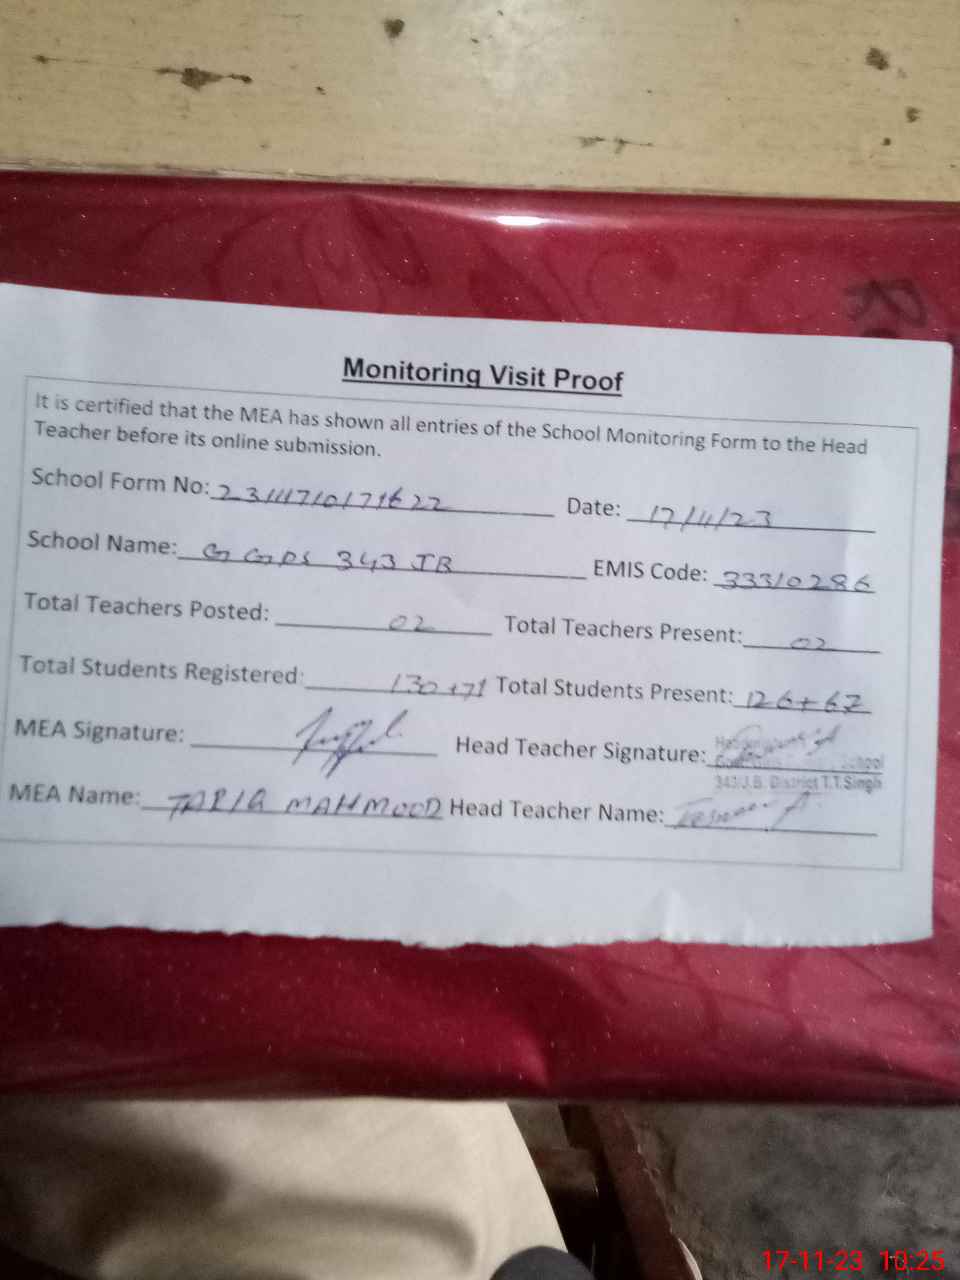 Monitoring Visit Proof
It is certified that the MEA has shown all entries of the School Monitoring Form to the Head
Teacher before its online submission.
School Form No: 23111710171622 Date: 17/11/23
School Name: GGPS 343 JB EMIS Code: 33310286
Total Teachers Posted: 02 Total Teachers Present: 02
Total Students Registered: 130+71 Total Students Present: 126+67
MEA Signature: Head Teacher Signature:
School
343/J.B. District T.T.Singh
MEA Name: TARIQ MAHMOOD Head Teacher Name:
17-11-23 10:25